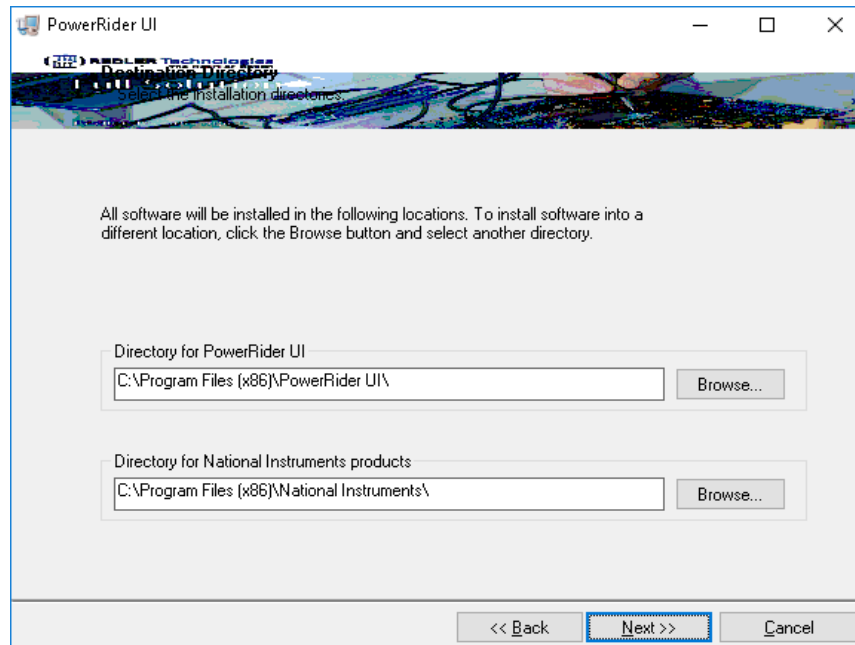 PowerRider UI
REDLER Technologies
Destination Directory
Select the installation directories.
All software will be installed in the following locations. To install software into a
different location, click the Browse button and select another directory.
Directory for PowerRider UI
C:\Program Files (x86)\PowerRider UI\
Browse...
Directory for National Instruments products
C:\Program Files (x86)\National Instruments\
Browse...
<< Back
Next >>
Cancel